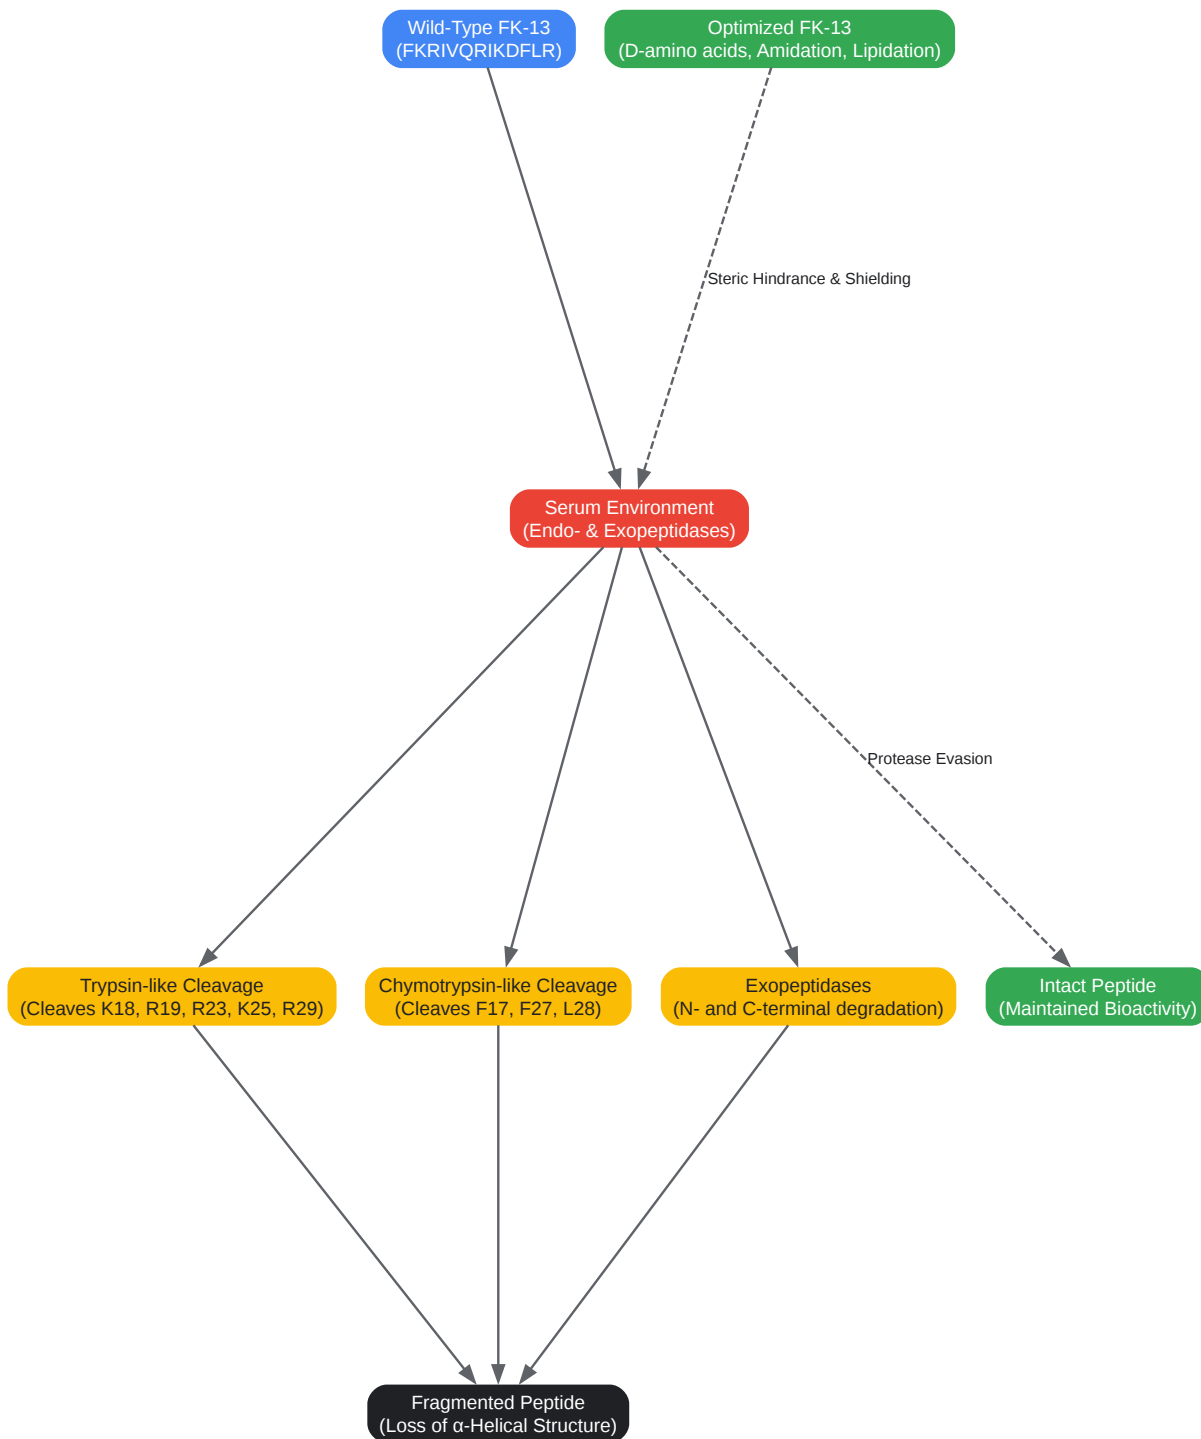 Wild-Type FK-13
(FKRIVQRIKDFLR)
Optimized FK-13
(D-amino acids, Amidation, Lipidation)
Steric Hindrance & Shielding
Serum Environment
(Endo- & Exopeptidases)
Protease Evasion
Trypsin-like Cleavage
(Cleaves K18, R19, R23, K25, R29)
Chymotrypsin-like Cleavage
(Cleaves F17, F27, L28)
Exopeptidases
(N- and C-terminal degradation)
Intact Peptide
(Maintained Bioactivity)
Fragmented Peptide
(Loss of α-Helical Structure)